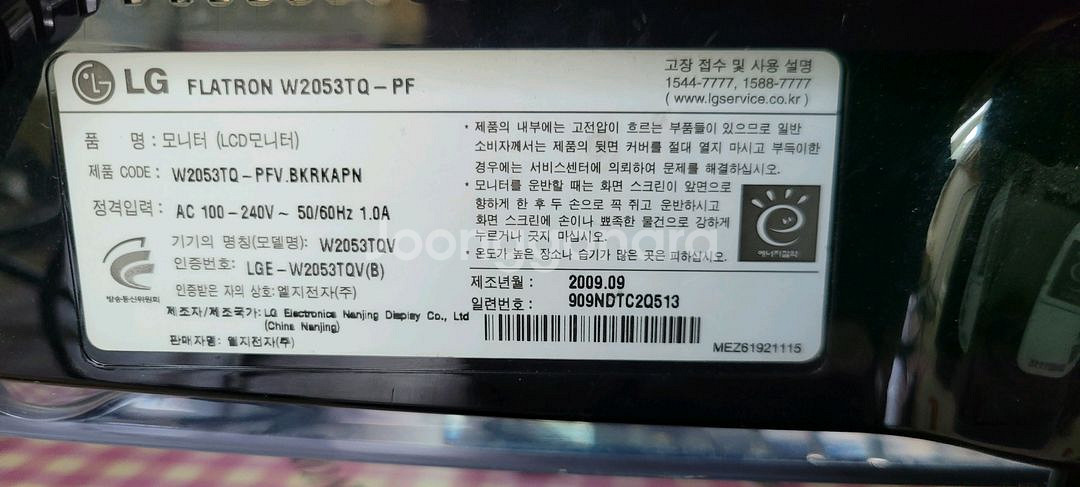 LG FLATRON W2053TQ-PF
고장 접수 및 사용 설명
1544-7777, 1588-7777
( www.lgservice.co.kr )
품 명 : 모니터 (LCD모니터)
제품 CODE : W2053TQ-PFV.BKRKAPN
정격입력 : AC 100-240V~ 50/60Hz 1.0A
기기의 명칭(모델명): W2053TQV
인증번호: LGE-W2053TQV(B)
인증받은 자의 상호: 엘지전자(주)
방송통신위원회
제조자/제조국가: LG Electronics Nanjing Display Co., Ltd
(China Nanjing)
판매자명: 엘지전자(주)
* 제품의 내부에는 고전압이 흐르는 부품들이 있으므로 일반
소비자께서는 제품의 뒷면 커버를 절대 열지 마시고 부득이한
경우에는 서비스센터에 의뢰하여 문제를 해결하십시오.
* 모니터를 운반할 때는 화면 스크린이 앞면으로
향하게 한 후 두 손으로 꼭 쥐고 운반하시고
화면 스크린에 손이나 뾰족한 물건으로 강하게
누르거나 긋지 마십시오.
* 온도가 높은 장소나 습기가 많은 곳은 피하십시오.
에너지절약
제조년월 : 2009.09
일련번호 : 909NDTC2Q513
MEZ61921115